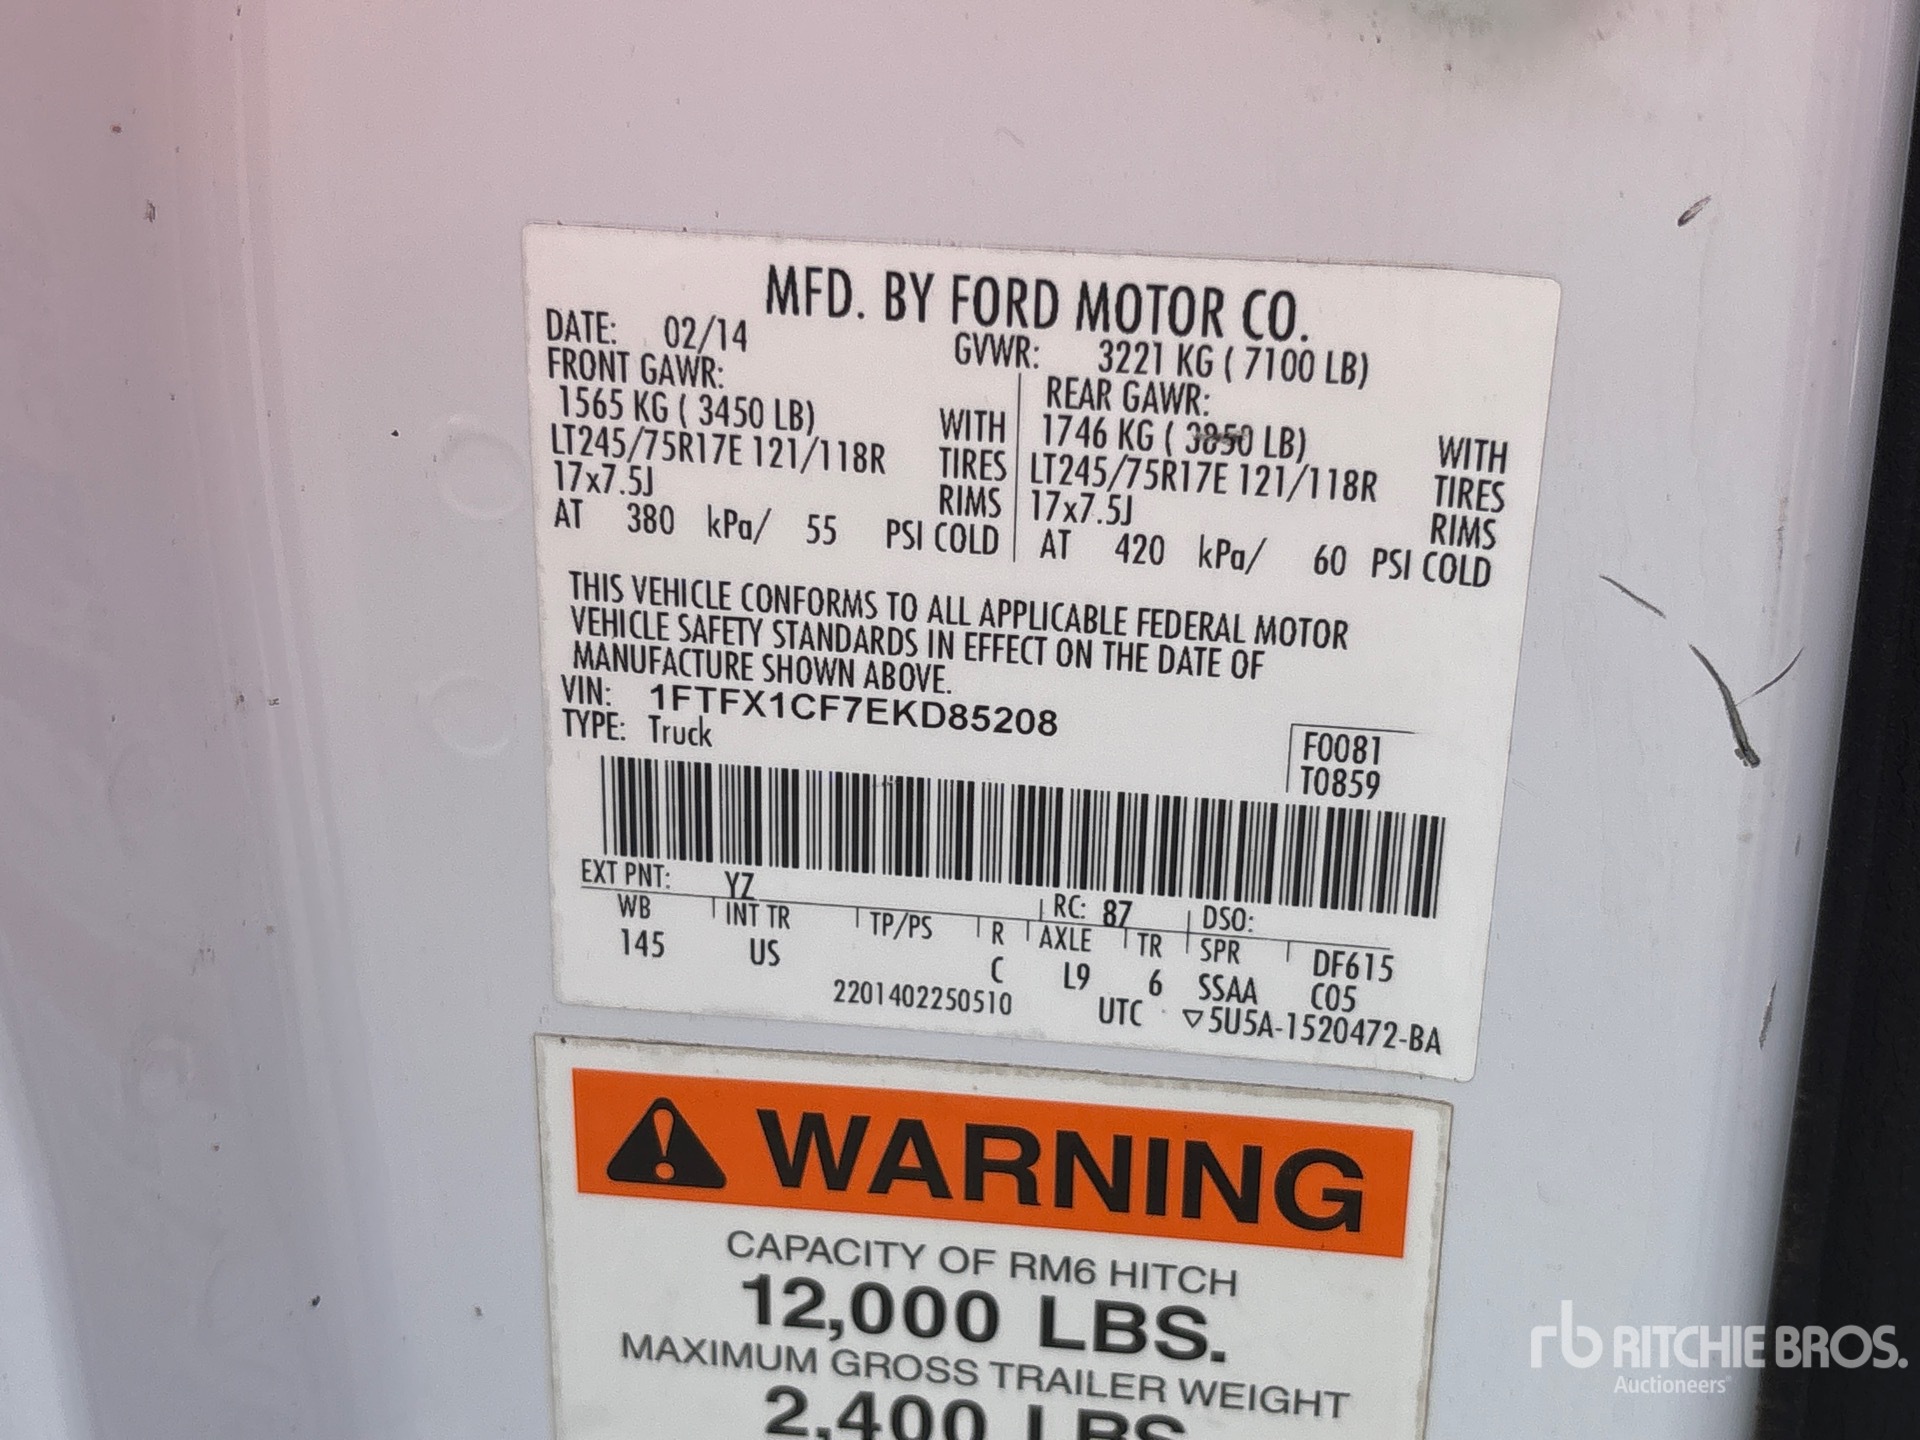 MFD. BY FORD MOTOR CO.
DATE: 02/14
GVWR: 3221 KG ( 7100 LB)
FRONT GAWR:
1565 KG ( 3450 LB) WITH
LT245/75R17E 121/118R TIRES
17x7.5J RIMS
AT 380 kPa/ 55 PSI COLD
REAR GAWR:
1746 KG ( 3850 LB) WITH
LT245/75R17E 121/118R TIRES
17x7.5J RIMS
AT 420 kPa/ 60 PSI COLD
THIS VEHICLE CONFORMS TO ALL APPLICABLE FEDERAL MOTOR
VEHICLE SAFETY STANDARDS IN EFFECT ON THE DATE OF
MANUFACTURE SHOWN ABOVE.
VIN: 1FTFX1CF7EKD85208
TYPE: Truck
F0081
T0859
EXT PNT: YZ RC: 87 DSO:
WB INT TR TP/PS R AXLE TR SPR DF615
145 US C L9 6 SSAA C05
2201402250510 UTC ▽5U5A-1520472-BA
WARNING
CAPACITY OF RM6 HITCH
12,000 LBS.
MAXIMUM GROSS TRAILER WEIGHT
2,400 LBS
rb RITCHIE BROS.
Auctioneers